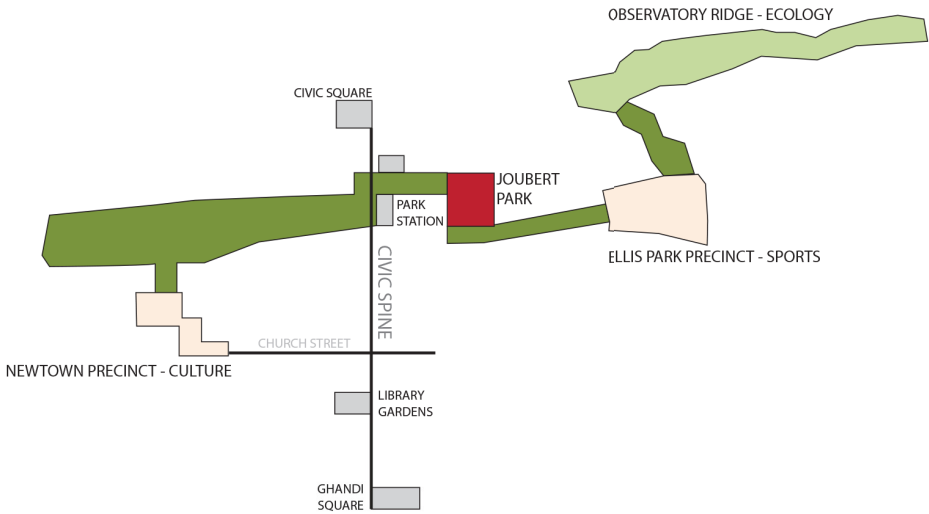 OBSERVATORY RIDGE - ECOLOGY
CIVIC SQUARE
JOUBERT
PARK
PARK
STATION
ELLIS PARK PRECINCT - SPORTS
CIVIC SPINE
CHURCH STREET
NEWTOWN PRECINCT - CULTURE
LIBRARY
GARDENS
GHANDI
SQUARE